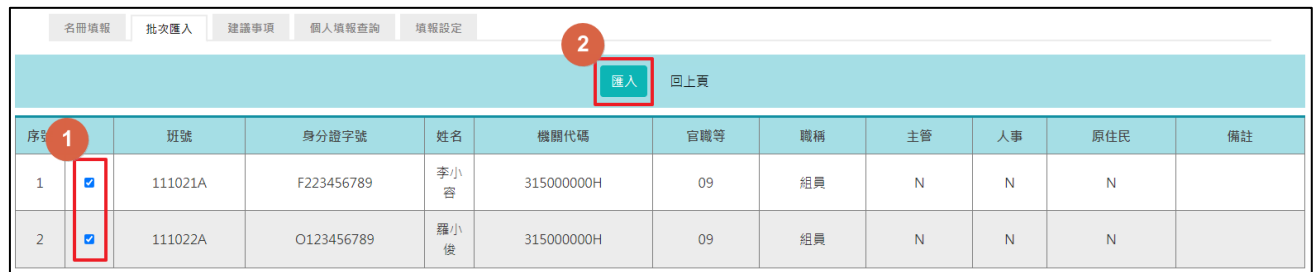 名冊填報 批次匯入 建議事項 個人填報查詢 填報設定
2
匯入 回上頁
序號 1 班號 身分證字號 姓名 機關代碼 官職等 職稱 主管 人事 原住民 備註
1 111021A F223456789 李小容 315000000H 09 組員 N N N
2 111022A O123456789 羅小俊 315000000H 09 組員 N N N